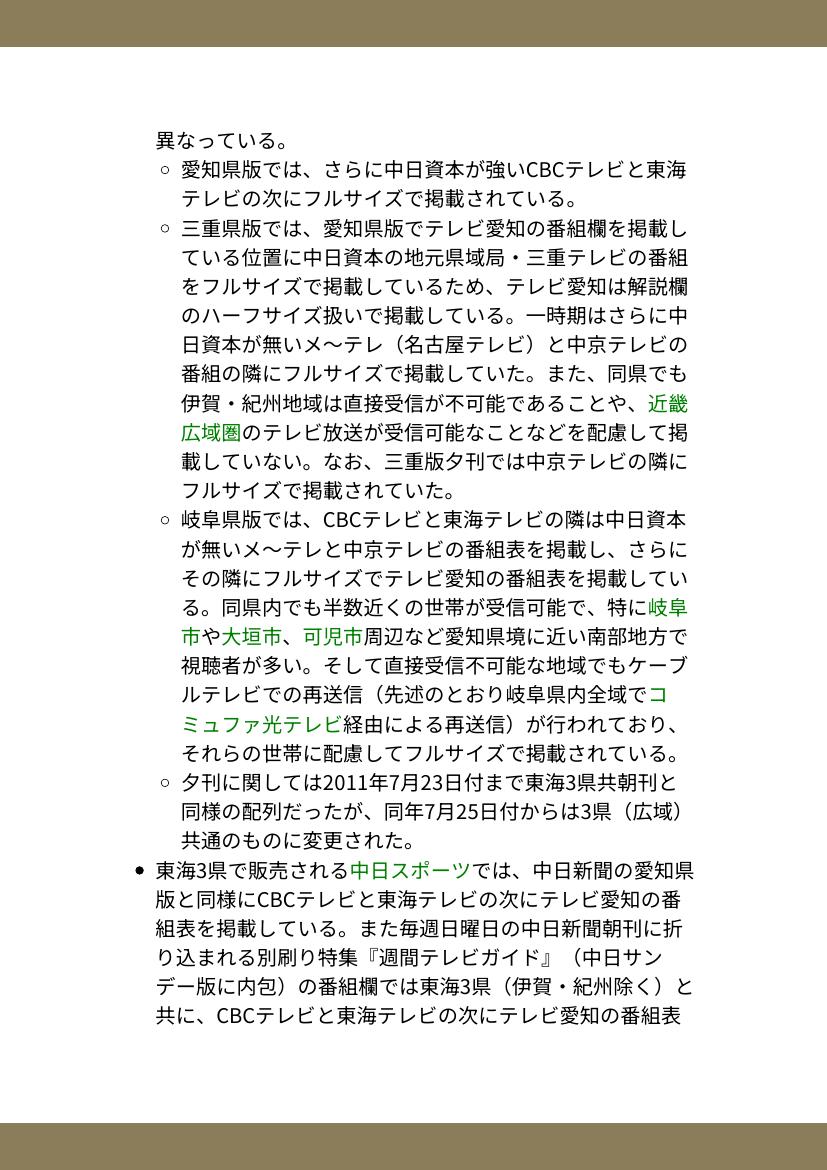 異なっている。
○ 愛知県版では、さらに中日資本が強いCBCテレビと東海
テレビの次にフルサイズで掲載されている。
○ 三重県版では、愛知県版でテレビ愛知の番組欄を掲載し
ている位置に中日資本の地元県域局・三重テレビの番組
をフルサイズで掲載しているため、テレビ愛知は解説欄
のハーフサイズ扱いで掲載している。一時期はさらに中
日資本が無いメ〜テレ（名古屋テレビ）と中京テレビの
番組の隣にフルサイズで掲載していた。また、同県でも
伊賀・紀州地域は直接受信が不可能であることや、近畿
広域圏のテレビ放送が受信可能なことなどを配慮して掲
載していない。なお、三重版夕刊では中京テレビの隣に
フルサイズで掲載されていた。
○ 岐阜県版では、CBCテレビと東海テレビの隣は中日資本
が無いメ〜テレと中京テレビの番組表を掲載し、さらに
その隣にフルサイズでテレビ愛知の番組表を掲載してい
る。同県内でも半数近くの世帯が受信可能で、特に岐阜
市や大垣市、可児市周辺など愛知県境に近い南部地方で
視聴者が多い。そして直接受信不可能な地域でもケーブ
ルテレビでの再送信（先述のとおり岐阜県内全域でコ
ミュファ光テレビ経由による再送信）が行われており、
それらの世帯に配慮してフルサイズで掲載されている。
○ 夕刊に関しては2011年7月23日付まで東海3県共朝刊と
同様の配列だったが、同年7月25日付からは3県（広域）
共通のものに変更された。
● 東海3県で販売される中日スポーツでは、中日新聞の愛知県
版と同様にCBCテレビと東海テレビの次にテレビ愛知の番
組表を掲載している。また毎週日曜日の中日新聞朝刊に折
り込まれる別刷り特集『週間テレビガイド』（中日サン
デー版に内包）の番組欄では東海3県（伊賀・紀州除く）と
共に、CBCテレビと東海テレビの次にテレビ愛知の番組表